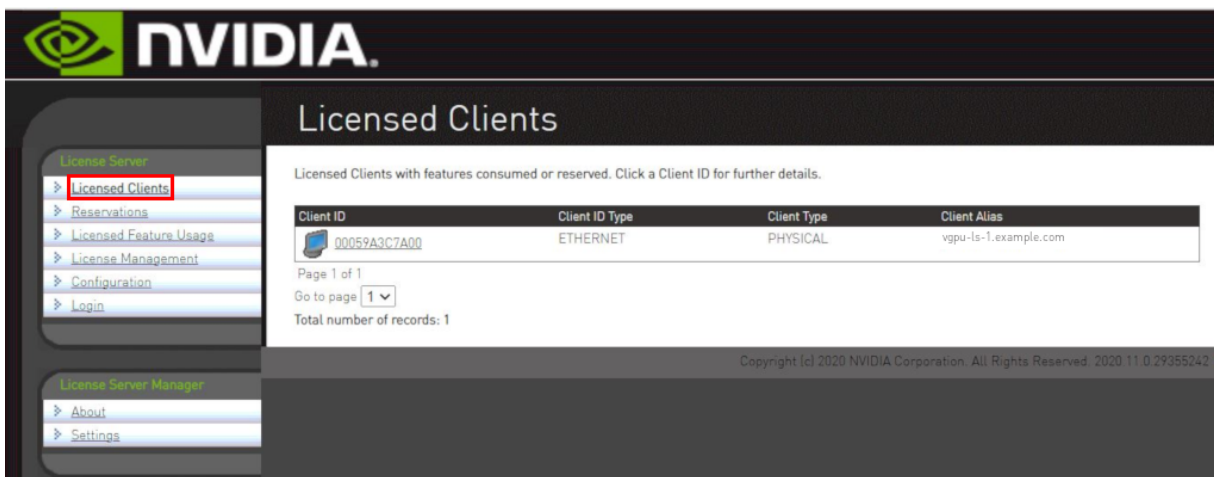 NVIDIA.
Licensed Clients
License Server
Licensed Clients
Reservations
Licensed Feature Usage
License Management
Configuration
Login
License Server Manager
About
Settings
Licensed Clients with features consumed or reserved. Click a Client ID for further details.
Client ID Client ID Type Client Type Client Alias
00059A3C7A00 ETHERNET PHYSICAL vgpu-ls-1.example.com
Page 1 of 1
Go to page 1
Total number of records: 1
Copyright (c) 2020 NVIDIA Corporation. All Rights Reserved. 2020.11.0.29355242